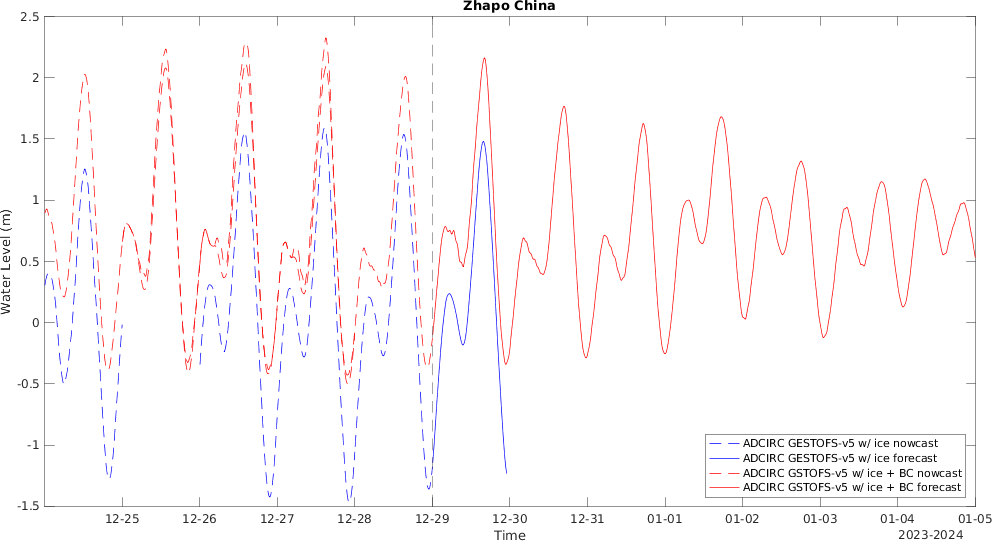 Zhapo China
2.5
2
1.5
1
0.5
0
-0.5
-1
-1.5
Water Level (m)
12-25 12-26 12-27 12-28 12-29 12-30 12-31 01-01 01-02 01-03 01-04 01-05
Time
2023-2024
ADCIRC GESTOFS-v5 w/ ice nowcast
ADCIRC GESTOFS-v5 w/ ice forecast
ADCIRC GSTOFS-v5 w/ ice + BC nowcast
ADCIRC GSTOFS-v5 w/ ice + BC forecast